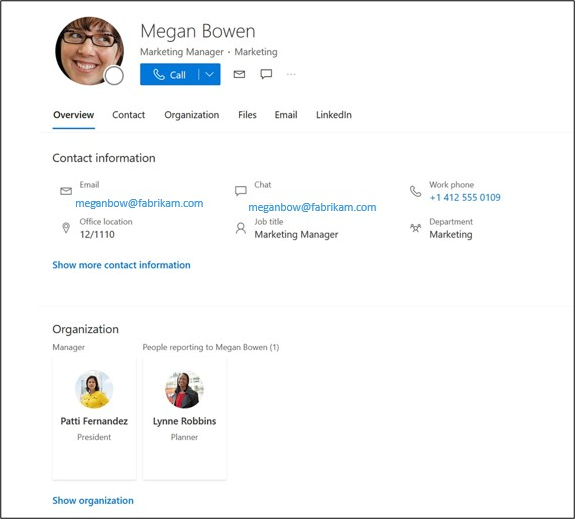 Megan Bowen
Marketing Manager • Marketing
Call
...
Overview Contact Organization Files Email LinkedIn
Contact information
Email Chat Work phone
meganbow@fabrikam.com meganbow@fabrikam.com +1 412 555 0109
Office location Job title Department
12/1110 Marketing Manager Marketing
Show more contact information
Organization
Manager People reporting to Megan Bowen (1)
Patti Fernandez Lynne Robbins
President Planner
Show organization